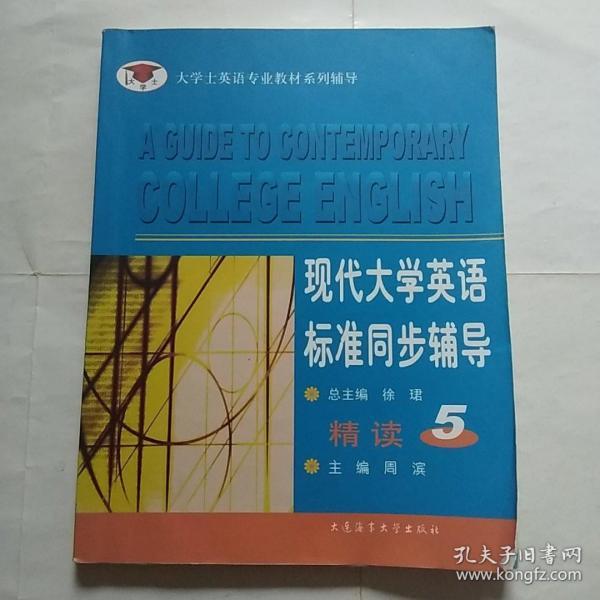 大学士
大学士英语专业教材系列辅导
A GUIDE TO CONTEMPORARY
COLLEGE ENGLISH
现代大学英语
标准同步辅导
总主编 徐珺
精读 5
主编 周滨
大连海事大学出版社
孔夫子旧书网
www.kongfz.com